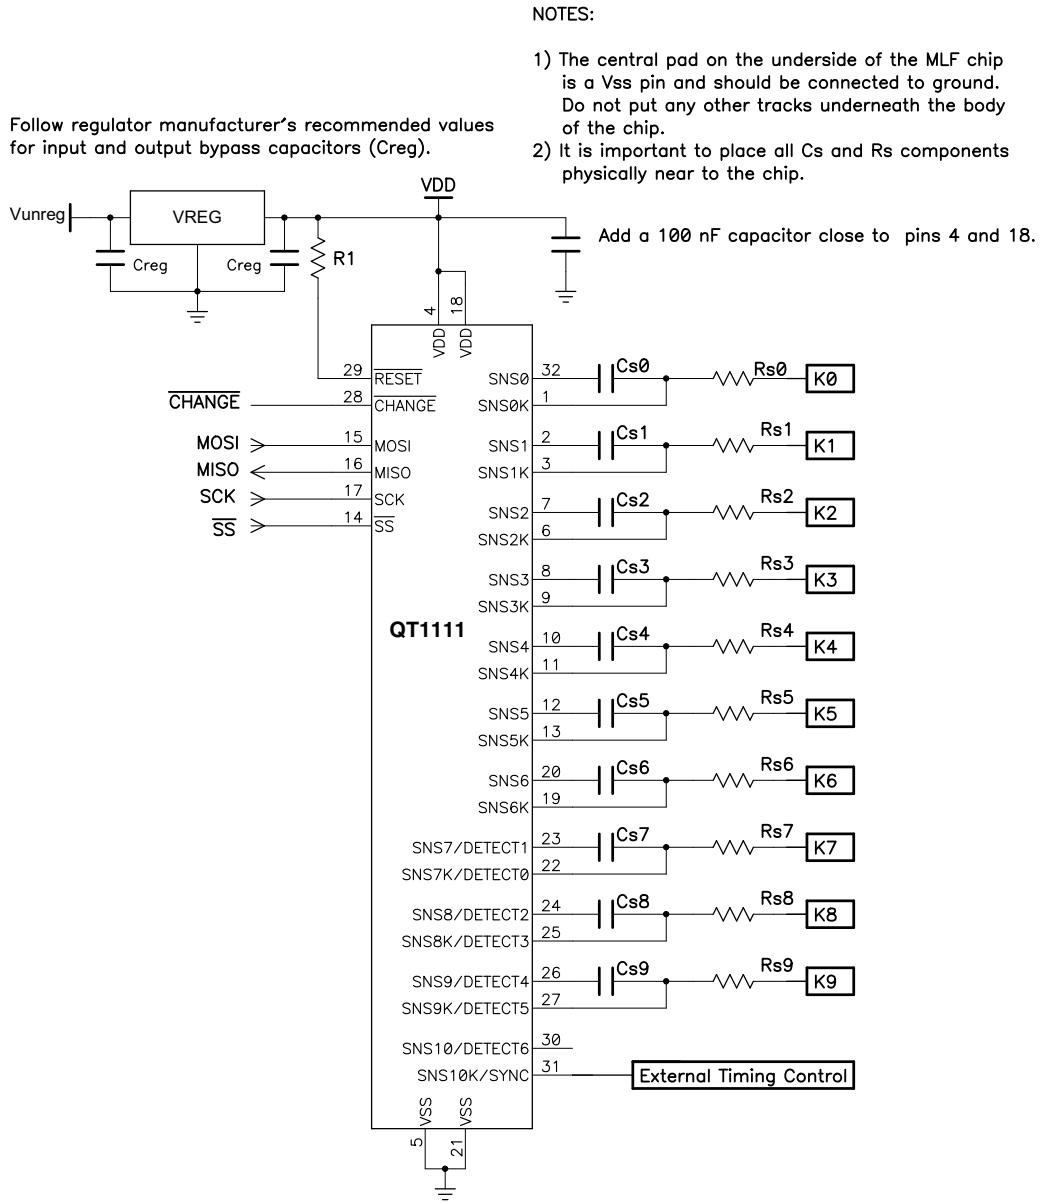 NOTES:
1) The central pad on the underside of the MLF chip
is a Vss pin and should be connected to ground.
Do not put any other tracks underneath the body
of the chip.
2) It is important to place all Cs and Rs components
physically near to the chip.
Follow regulator manufacturer's recommended values
for input and output bypass capacitors (Creg).
VDD
Vunreg
VREG
Creg
Creg
R1
Add a 100 nF capacitor close to pins 4 and 18.
4
18
VDD
VDD
29
RESET
CHANGE
28
CHANGE
MOSI
15
MOSI
MISO
16
MISO
SCK
17
SCK
SS
14
SS
QT1111
SNS0
32
Cs0
Rs0
K0
SNS0K
1
SNS1
2
Cs1
Rs1
K1
SNS1K
3
SNS2
7
Cs2
Rs2
K2
SNS2K
6
SNS3
8
Cs3
Rs3
K3
SNS3K
9
SNS4
10
Cs4
Rs4
K4
SNS4K
11
SNS5
12
Cs5
Rs5
K5
SNS5K
13
SNS6
20
Cs6
Rs6
K6
SNS6K
19
SNS7/DETECT1
23
Cs7
Rs7
K7
SNS7K/DETECT0
22
SNS8/DETECT2
24
Cs8
Rs8
K8
SNS8K/DETECT3
25
SNS9/DETECT4
26
Cs9
Rs9
K9
SNS9K/DETECT5
27
SNS10/DETECT6
30
SNS10K/SYNC
31
External Timing Control
VSS
VSS
5
21